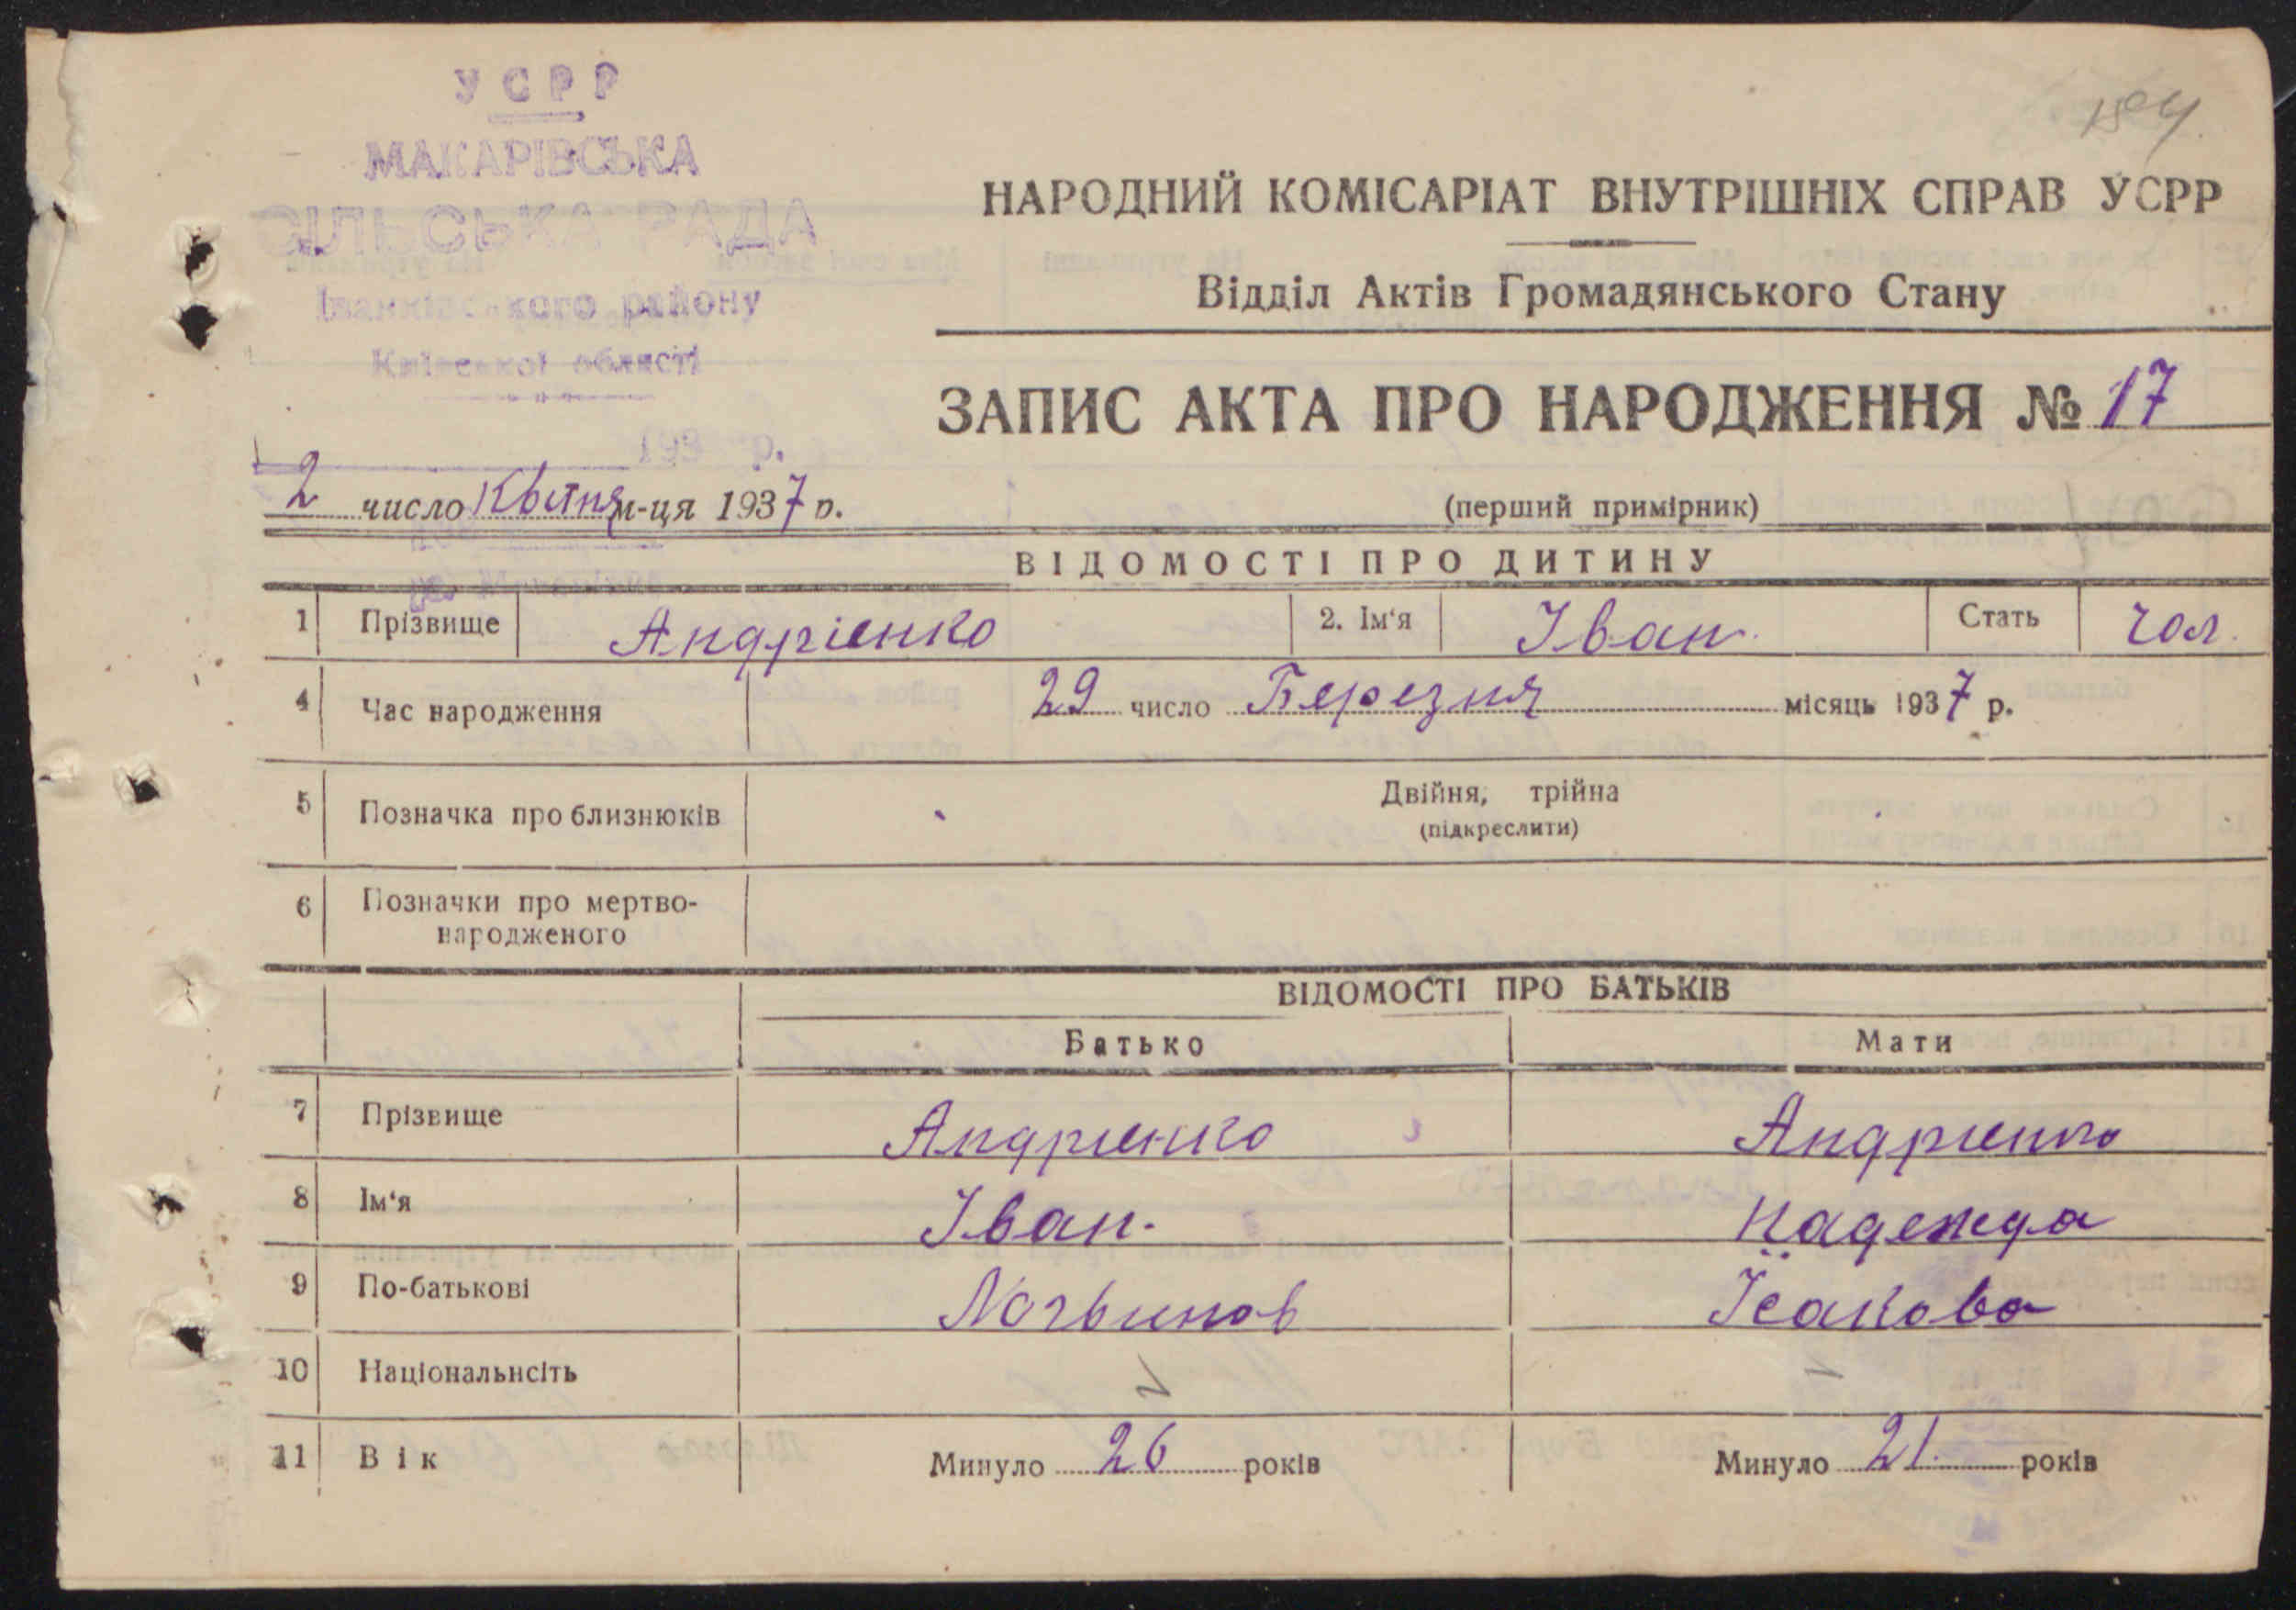 УСРР
МАКАРІВСЬКА
СІЛЬСЬКА РАДА
Іванківського району
Київської області
193 р.
НАРОДНИЙ КОМІСАРІАТ ВНУТРІШНІХ СПРАВ УСРР
Відділ Актів Громадянського Стану
ЗАПИС АКТА ПРО НАРОДЖЕННЯ № 17
2 число Квітня м-ця 1937 р.
(перший примірник)
ВІДОМОСТІ ПРО ДИТИНУ
1 Прізвище Андрієнко 2. Ім‘я Іван. Стать чол.
4 Час народження 29 число Березня місяць 1937 р.
5 Позначка про близнюків Двійня, трійна
(підкреслити)
6 Позначки про мертво-
народженого
ВІДОМОСТІ ПРО БАТЬКІВ
Батько Мати
7 Прізвище Андрієнко Андрієнко
8 Ім‘я Іван. Надежда
9 По-батькові Ісакова
10 Національнсіть
11 Вік Минуло 26 років Минуло 21. років